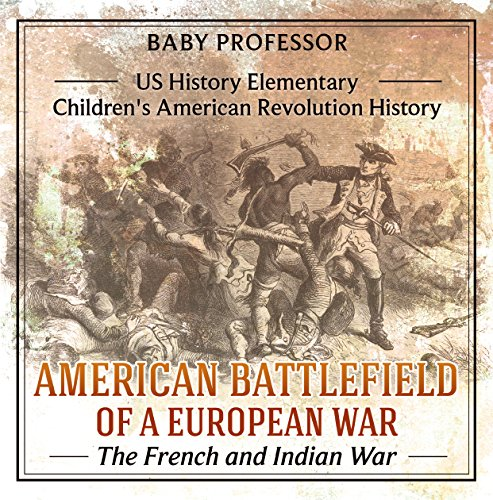 BABY PROFESSOR
US History Elementary
Children's American Revolution History
AMERICAN BATTLEFIELD
OF A EUROPEAN WAR
The French and Indian War